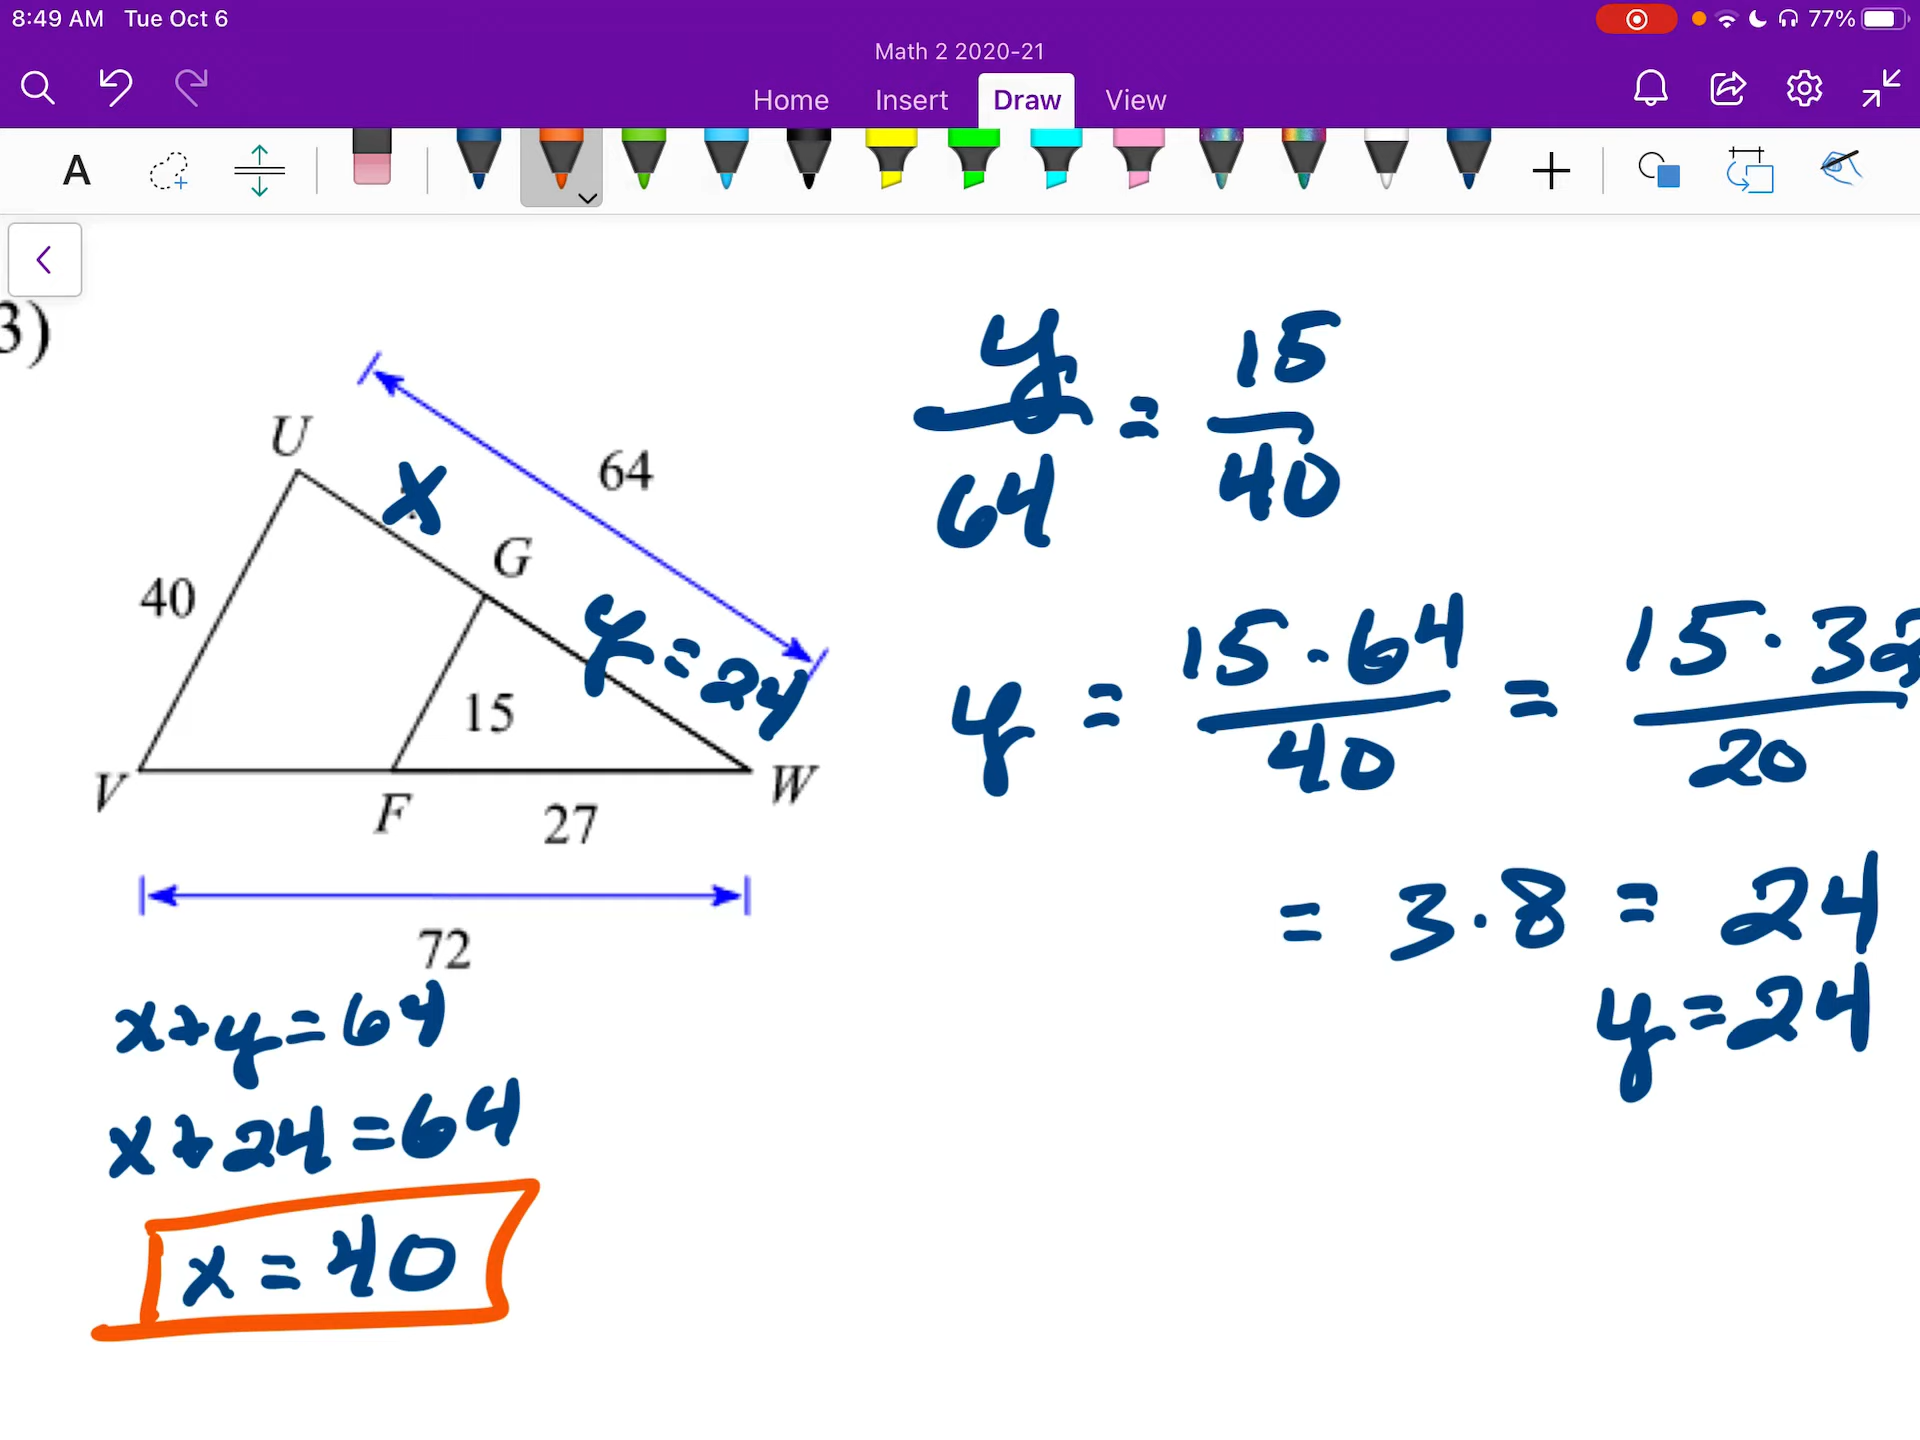 8:49 AM Tue Oct 6
77%
Math 2 2020-21
Home Insert Draw View
A
3)
U
x
64
G
40
y = 24
15
V
F
27
W
72
x+y=64
x+24=64
x=40
y/64 = 15/40
y = 15·64/40 = 15·32/20
= 3·8 = 24
y=24